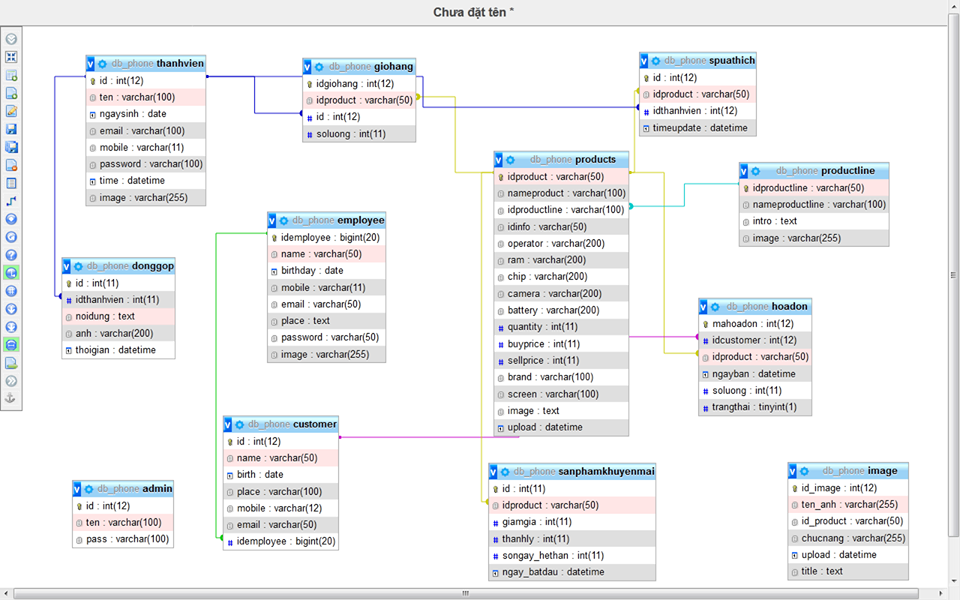 Chưa đặt tên *
db_phone thanhvien
id : int(12)
ten : varchar(100)
ngaysinh : date
email : varchar(100)
mobile : varchar(11)
password : varchar(100)
time : datetime
image : varchar(255)
db_phone giohang
idgiohang : int(12)
idproduct : varchar(50)
id : int(12)
soluong : int(11)
db_phone spuathich
id : int(12)
idproduct : varchar(50)
idthanhvien : int(12)
timeupdate : datetime
db_phone products
idproduct : varchar(50)
nameproduct : varchar(100)
idproductline : varchar(100)
idinfo : varchar(50)
operator : varchar(200)
ram : varchar(200)
chip : varchar(200)
camera : varchar(200)
battery : varchar(200)
quantity : int(11)
buyprice : int(11)
sellprice : int(11)
brand : varchar(100)
screen : varchar(100)
image : text
upload : datetime
db_phone productline
idproductline : varchar(50)
nameproductline : varchar(100)
intro : text
image : varchar(255)
db_phone employee
idemployee : bigint(20)
name : varchar(50)
birthday : date
mobile : varchar(11)
email : varchar(50)
place : text
password : varchar(50)
image : varchar(255)
db_phone donggop
id : int(11)
idthanhvien : int(11)
noidung : text
anh : varchar(200)
thoigian : datetime
db_phone hoadon
mahoadon : int(12)
idcustomer : int(12)
idproduct : varchar(50)
ngayban : datetime
soluong : int(11)
trangthai : tinyint(1)
db_phone customer
id : int(12)
name : varchar(50)
birth : date
place : varchar(100)
mobile : varchar(12)
email : varchar(50)
idemployee : bigint(20)
db_phone admin
id : int(12)
ten : varchar(100)
pass : varchar(100)
db_phone sanphamkhuyenmai
id : int(11)
idproduct : varchar(50)
giamgia : int(11)
thanhly : int(11)
songay_hethan : int(11)
ngay_batdau : datetime
db_phone image
id_image : int(12)
ten_anh : varchar(255)
id_product : varchar(50)
chucnang : varchar(255)
upload : datetime
title : text